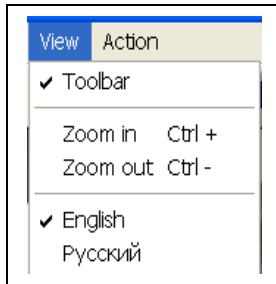 View Action
✔ Toolbar
Zoom in Ctrl +
Zoom out Ctrl -
✔ English
Русский